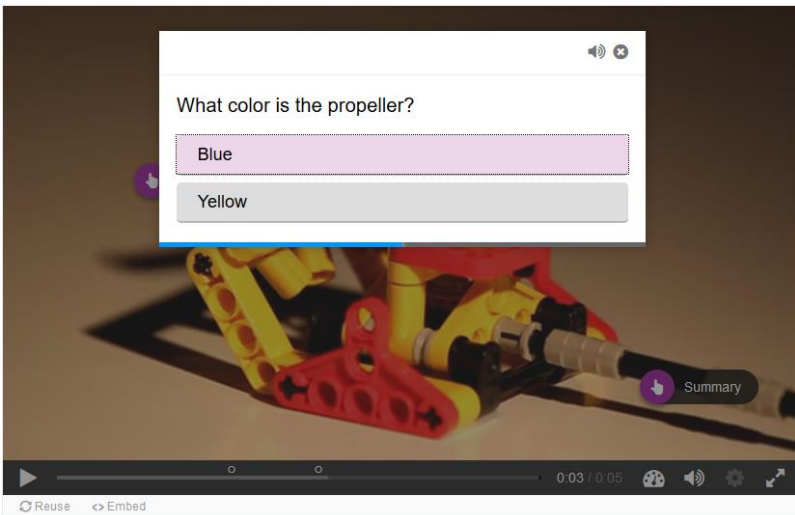 What color is the propeller?
Blue
Yellow
Summary
0:03 / 0:05
Reuse <> Embed